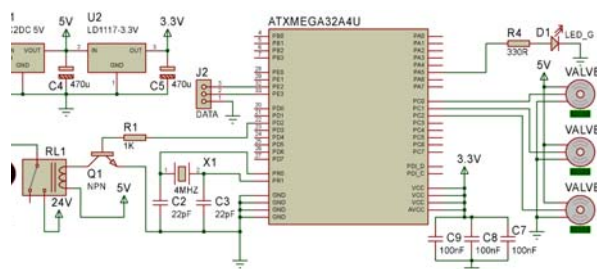 2DC 5V
U2
LD1117-3.3V
5V
3.3V
VOUT
GND
IN
OUT
GND
C4
470u
C5
470u
J2
DATA
ATXMEGA32A4U
PB0
PB1
PB2
PB3
PE0
PE1
PE2
PE3
PD0
PD1
PD2
PD3
PD4
PD5
PD6
PD7
PR0
PR1
GND
GND
GND
GND
PA0
PA1
PA2
PA3
PA4
PA5
PA6
PA7
PC0
PC1
PC2
PC3
PC4
PC5
PC6
PC7
PDI_D
PDI_C
VCC
VCC
VCC
AVCC
R4
330R
D1
LED_G
5V
VALVE
VALVE
VALVE
R1
1K
RL1
Q1
NPN
24V
5V
X1
4MHZ
C2
22pF
C3
22pF
3.3V
C9
100nF
C8
100nF
C7
100nF